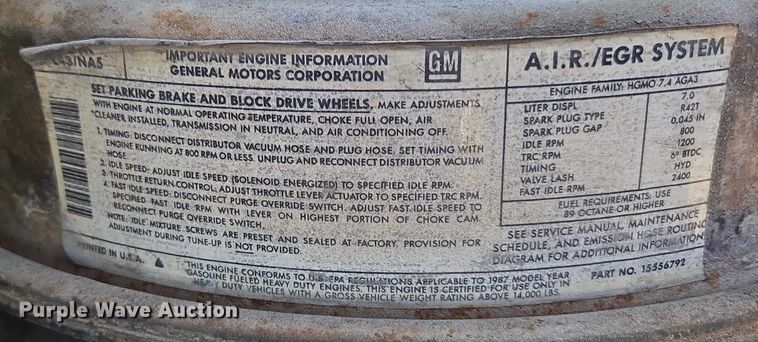 L43/NA5
IMPORTANT ENGINE INFORMATION
GENERAL MOTORS CORPORATION
GM
SET PARKING BRAKE AND BLOCK DRIVE WHEELS. MAKE ADJUSTMENTS
WITH ENGINE AT NORMAL OPERATING TEMPERATURE, CHOKE FULL OPEN, AIR
CLEANER INSTALLED, TRANSMISSION IN NEUTRAL, AND AIR CONDITIONING OFF.
1. TIMING: DISCONNECT DISTRIBUTOR VACUUM HOSE AND PLUG HOSE. SET TIMING WITH
ENGINE RUNNING AT 800 RPM OR LESS. UNPLUG AND RECONNECT DISTRIBUTOR VACUUM
HOSE.
2. IDLE SPEED: ADJUST IDLE SPEED (SOLENOID ENERGIZED) TO SPECIFIED IDLE RPM.
3. THROTTLE RETURN CONTROL: ADJUST THROTTLE LEVER ACTUATOR TO SPECIFIED TRC RPM.
4. FAST IDLE SPEED: DISCONNECT PURGE OVERRIDE SWITCH. ADJUST FAST IDLE SPEED TO
SPECIFIED FAST IDLE RPM WITH LEVER ON HIGHEST PORTION OF CHOKE CAM.
RECONNECT PURGE OVERRIDE SWITCH.
NOTE: IDLE MIXTURE SCREWS ARE PRESET AND SEALED AT FACTORY. PROVISION FOR
ADJUSTMENT DURING TUNE-UP IS NOT PROVIDED.
PRINTED IN U.S.A.
THIS ENGINE CONFORMS TO U.S. EPA REGULATIONS APPLICABLE TO 1987 MODEL YEAR
GASOLINE FUELED HEAVY DUTY ENGINES. THIS ENGINE IS CERTIFIED FOR USE ONLY IN
HEAVY DUTY VEHICLES WITH A GROSS VEHICLE WEIGHT RATING ABOVE 14,000 LBS.
A.I.R./EGR SYSTEM
ENGINE FAMILY: HGM0 7.4 AGA3
LITER DISPL 7.0
SPARK PLUG TYPE R42T
SPARK PLUG GAP 0.045 IN
IDLE RPM 800
TRC RPM 1200
TIMING 6° BTDC
VALVE LASH HYD
FAST IDLE RPM 2400
FUEL REQUIREMENTS: USE
89 OCTANE OR HIGHER
SEE SERVICE MANUAL, MAINTENANCE
SCHEDULE, AND EMISSION HOSE ROUTING
DIAGRAM FOR ADDITIONAL INFORMATION
PART NO. 15556792
Purple Wave Auction